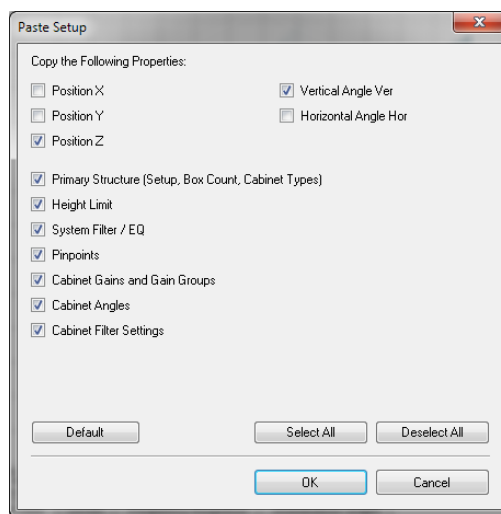 Paste Setup
Copy the Following Properties:
Position X
Vertical Angle Ver
Position Y
Horizontal Angle Hor
Position Z
Primary Structure (Setup, Box Count, Cabinet Types)
Height Limit
System Filter / EQ
Pinpoints
Cabinet Gains and Gain Groups
Cabinet Angles
Cabinet Filter Settings
Default
Select All
Deselect All
OK
Cancel